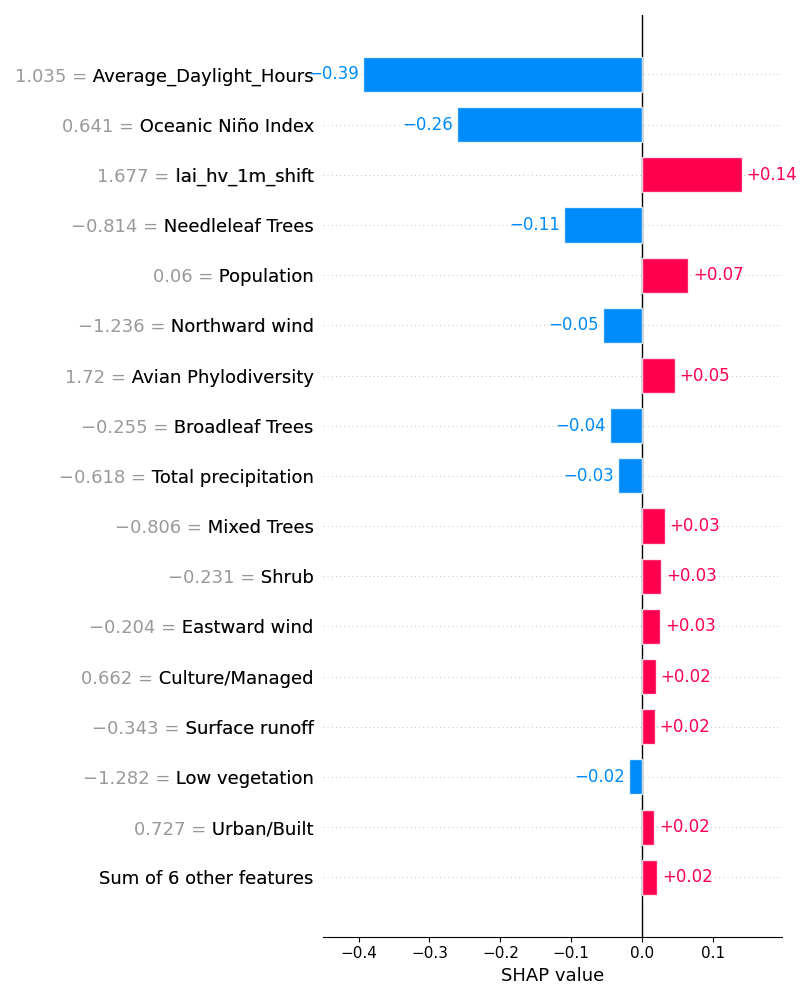 1.035 = Average_Daylight_Hours −0.39
0.641 = Oceanic Niño Index −0.26
1.677 = lai_hv_1m_shift +0.14
−0.814 = Needleleaf Trees −0.11
0.06 = Population +0.07
−1.236 = Northward wind −0.05
1.72 = Avian Phylodiversity +0.05
−0.255 = Broadleaf Trees −0.04
−0.618 = Total precipitation −0.03
−0.806 = Mixed Trees +0.03
−0.231 = Shrub +0.03
−0.204 = Eastward wind +0.03
0.662 = Culture/Managed +0.02
−0.343 = Surface runoff +0.02
−1.282 = Low vegetation −0.02
0.727 = Urban/Built +0.02
Sum of 6 other features +0.02
−0.4 −0.3 −0.2 −0.1 0.0 0.1
SHAP value